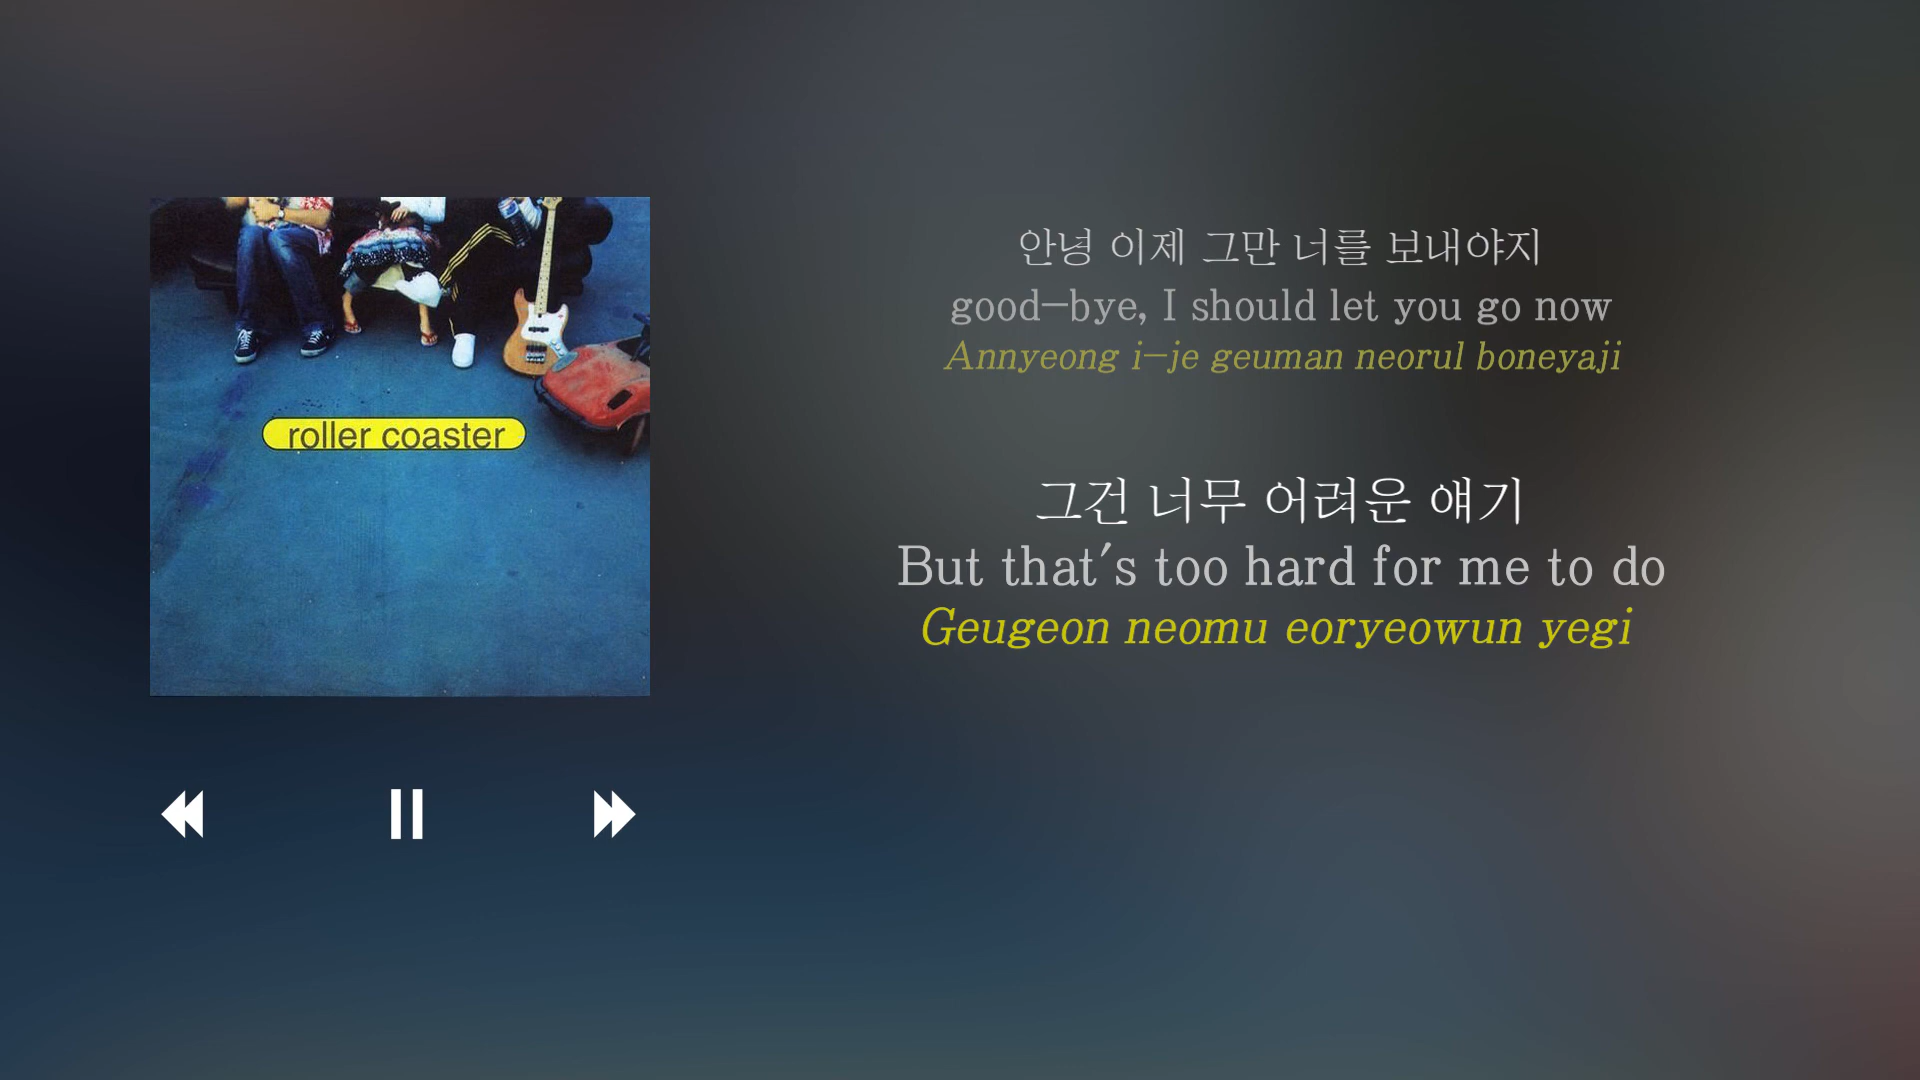 roller coaster
안녕 이제 그만 너를 보내야지
good-bye, I should let you go now
Annyeong i-je geuman neorul boneyaji
그건 너무 어려운 얘기
But that's too hard for me to do
Geugeon neomu eoryeowun yegi